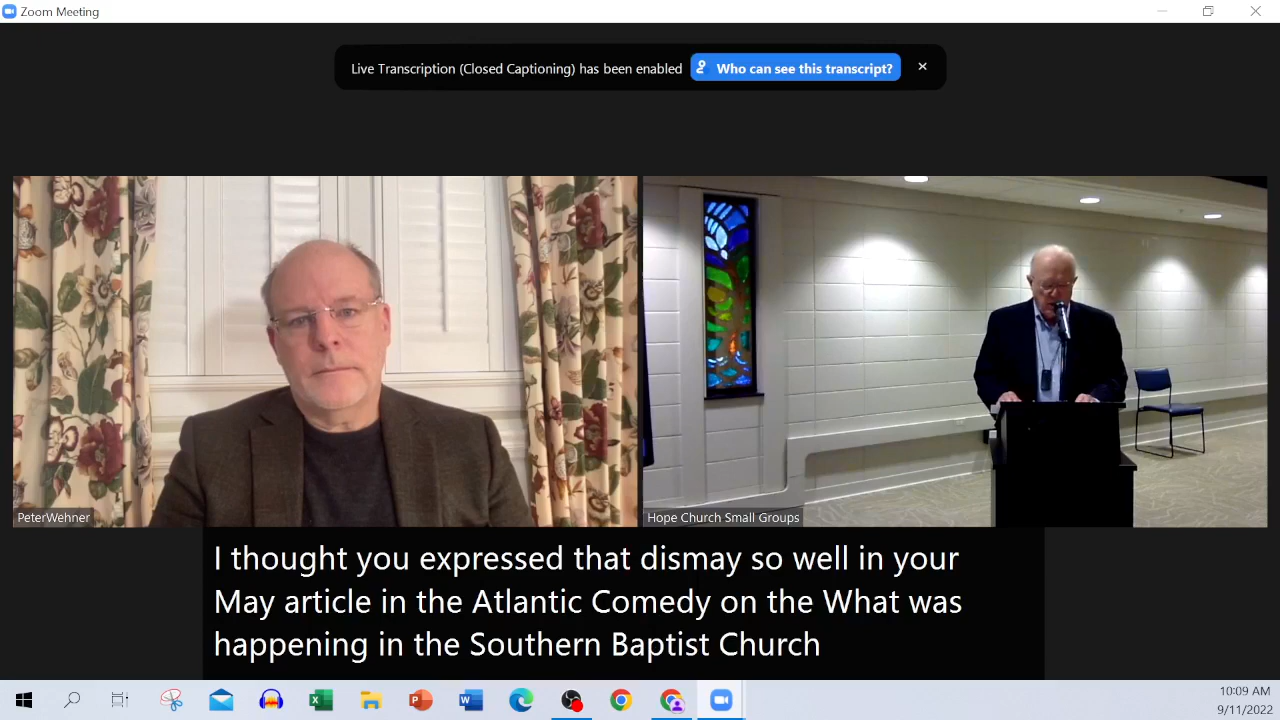 Zoom Meeting
Live Transcription (Closed Captioning) has been enabled
Who can see this transcript?
PeterWehner
Hope Church Small Groups
I thought you expressed that dismay so well in your
May article in the Atlantic Comedy on the What was
happening in the Southern Baptist Church
10:09 AM
9/11/2022